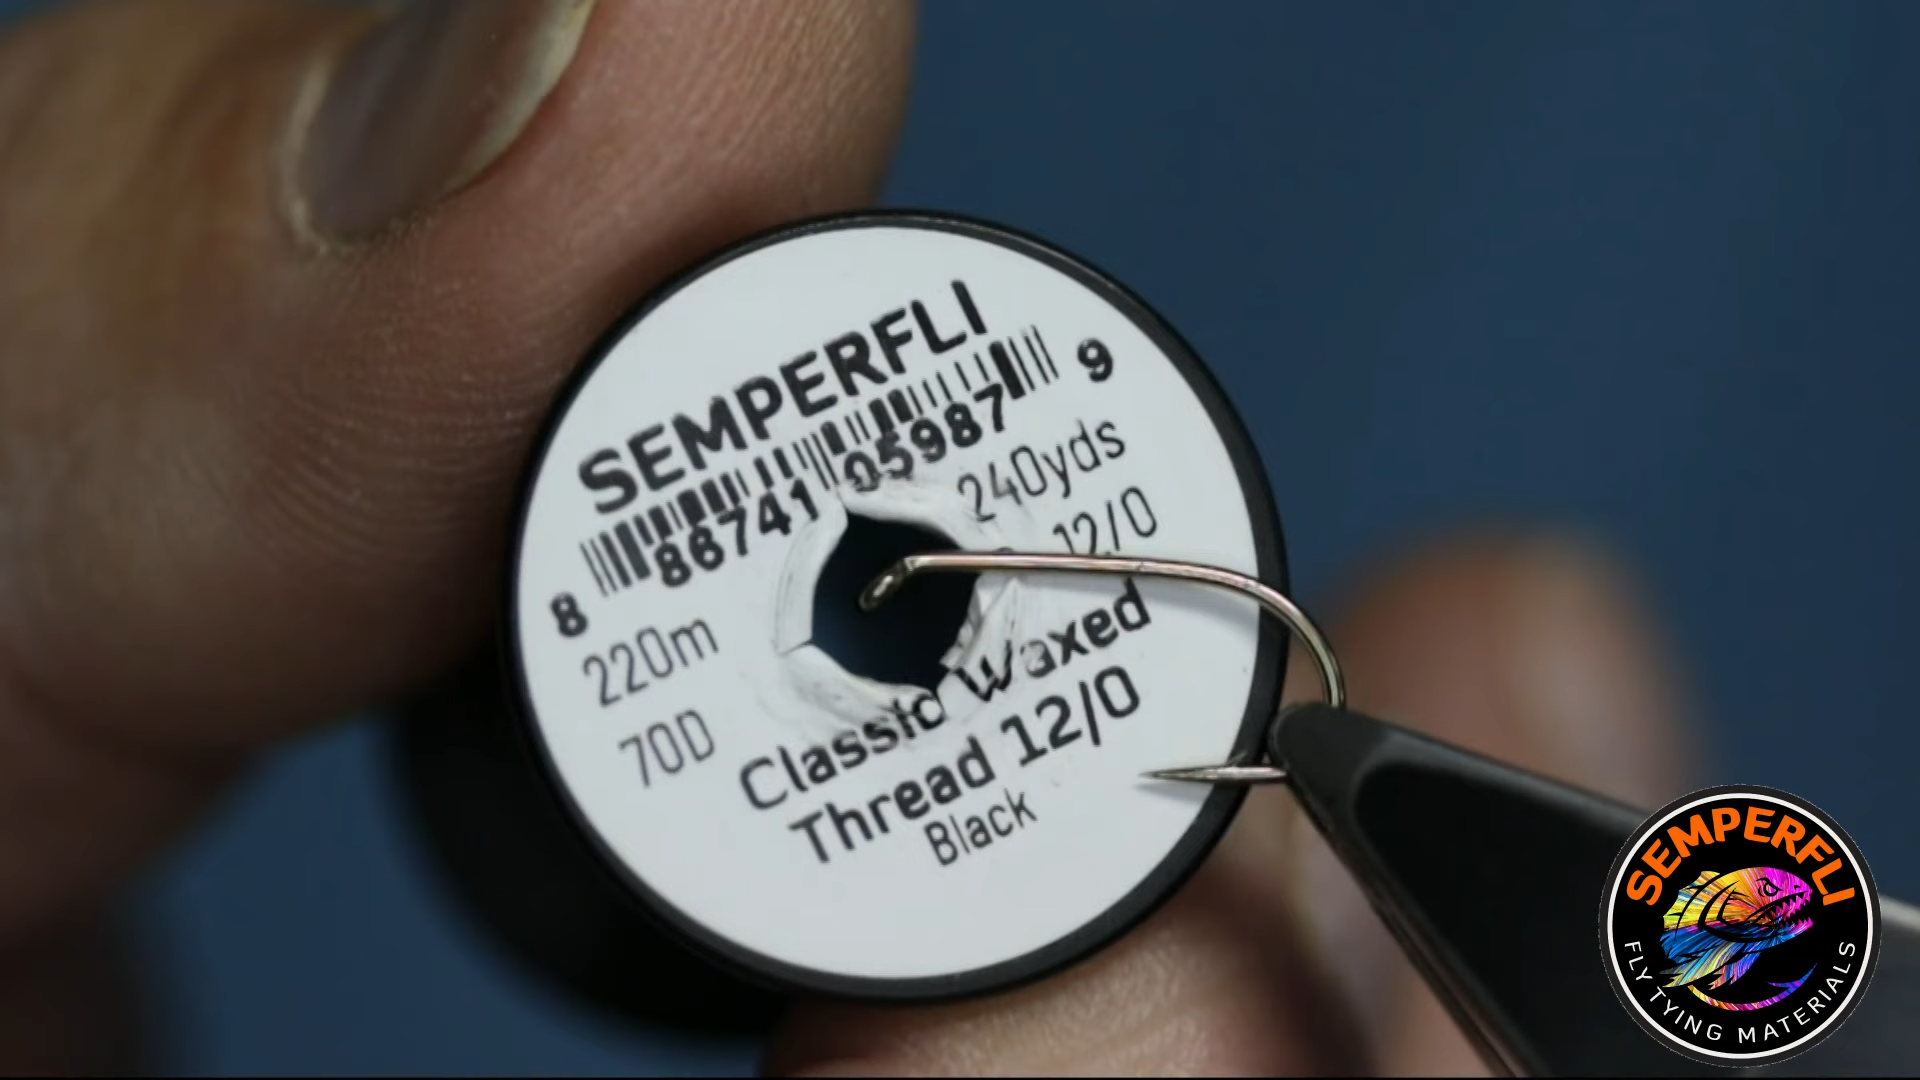 SEMPERFLI
8 86741 05987 9
240yds
12/0
220m
70D
Classic Waxed
Thread 12/0
Black
SEMPERFLI
FLY TYING MATERIALS